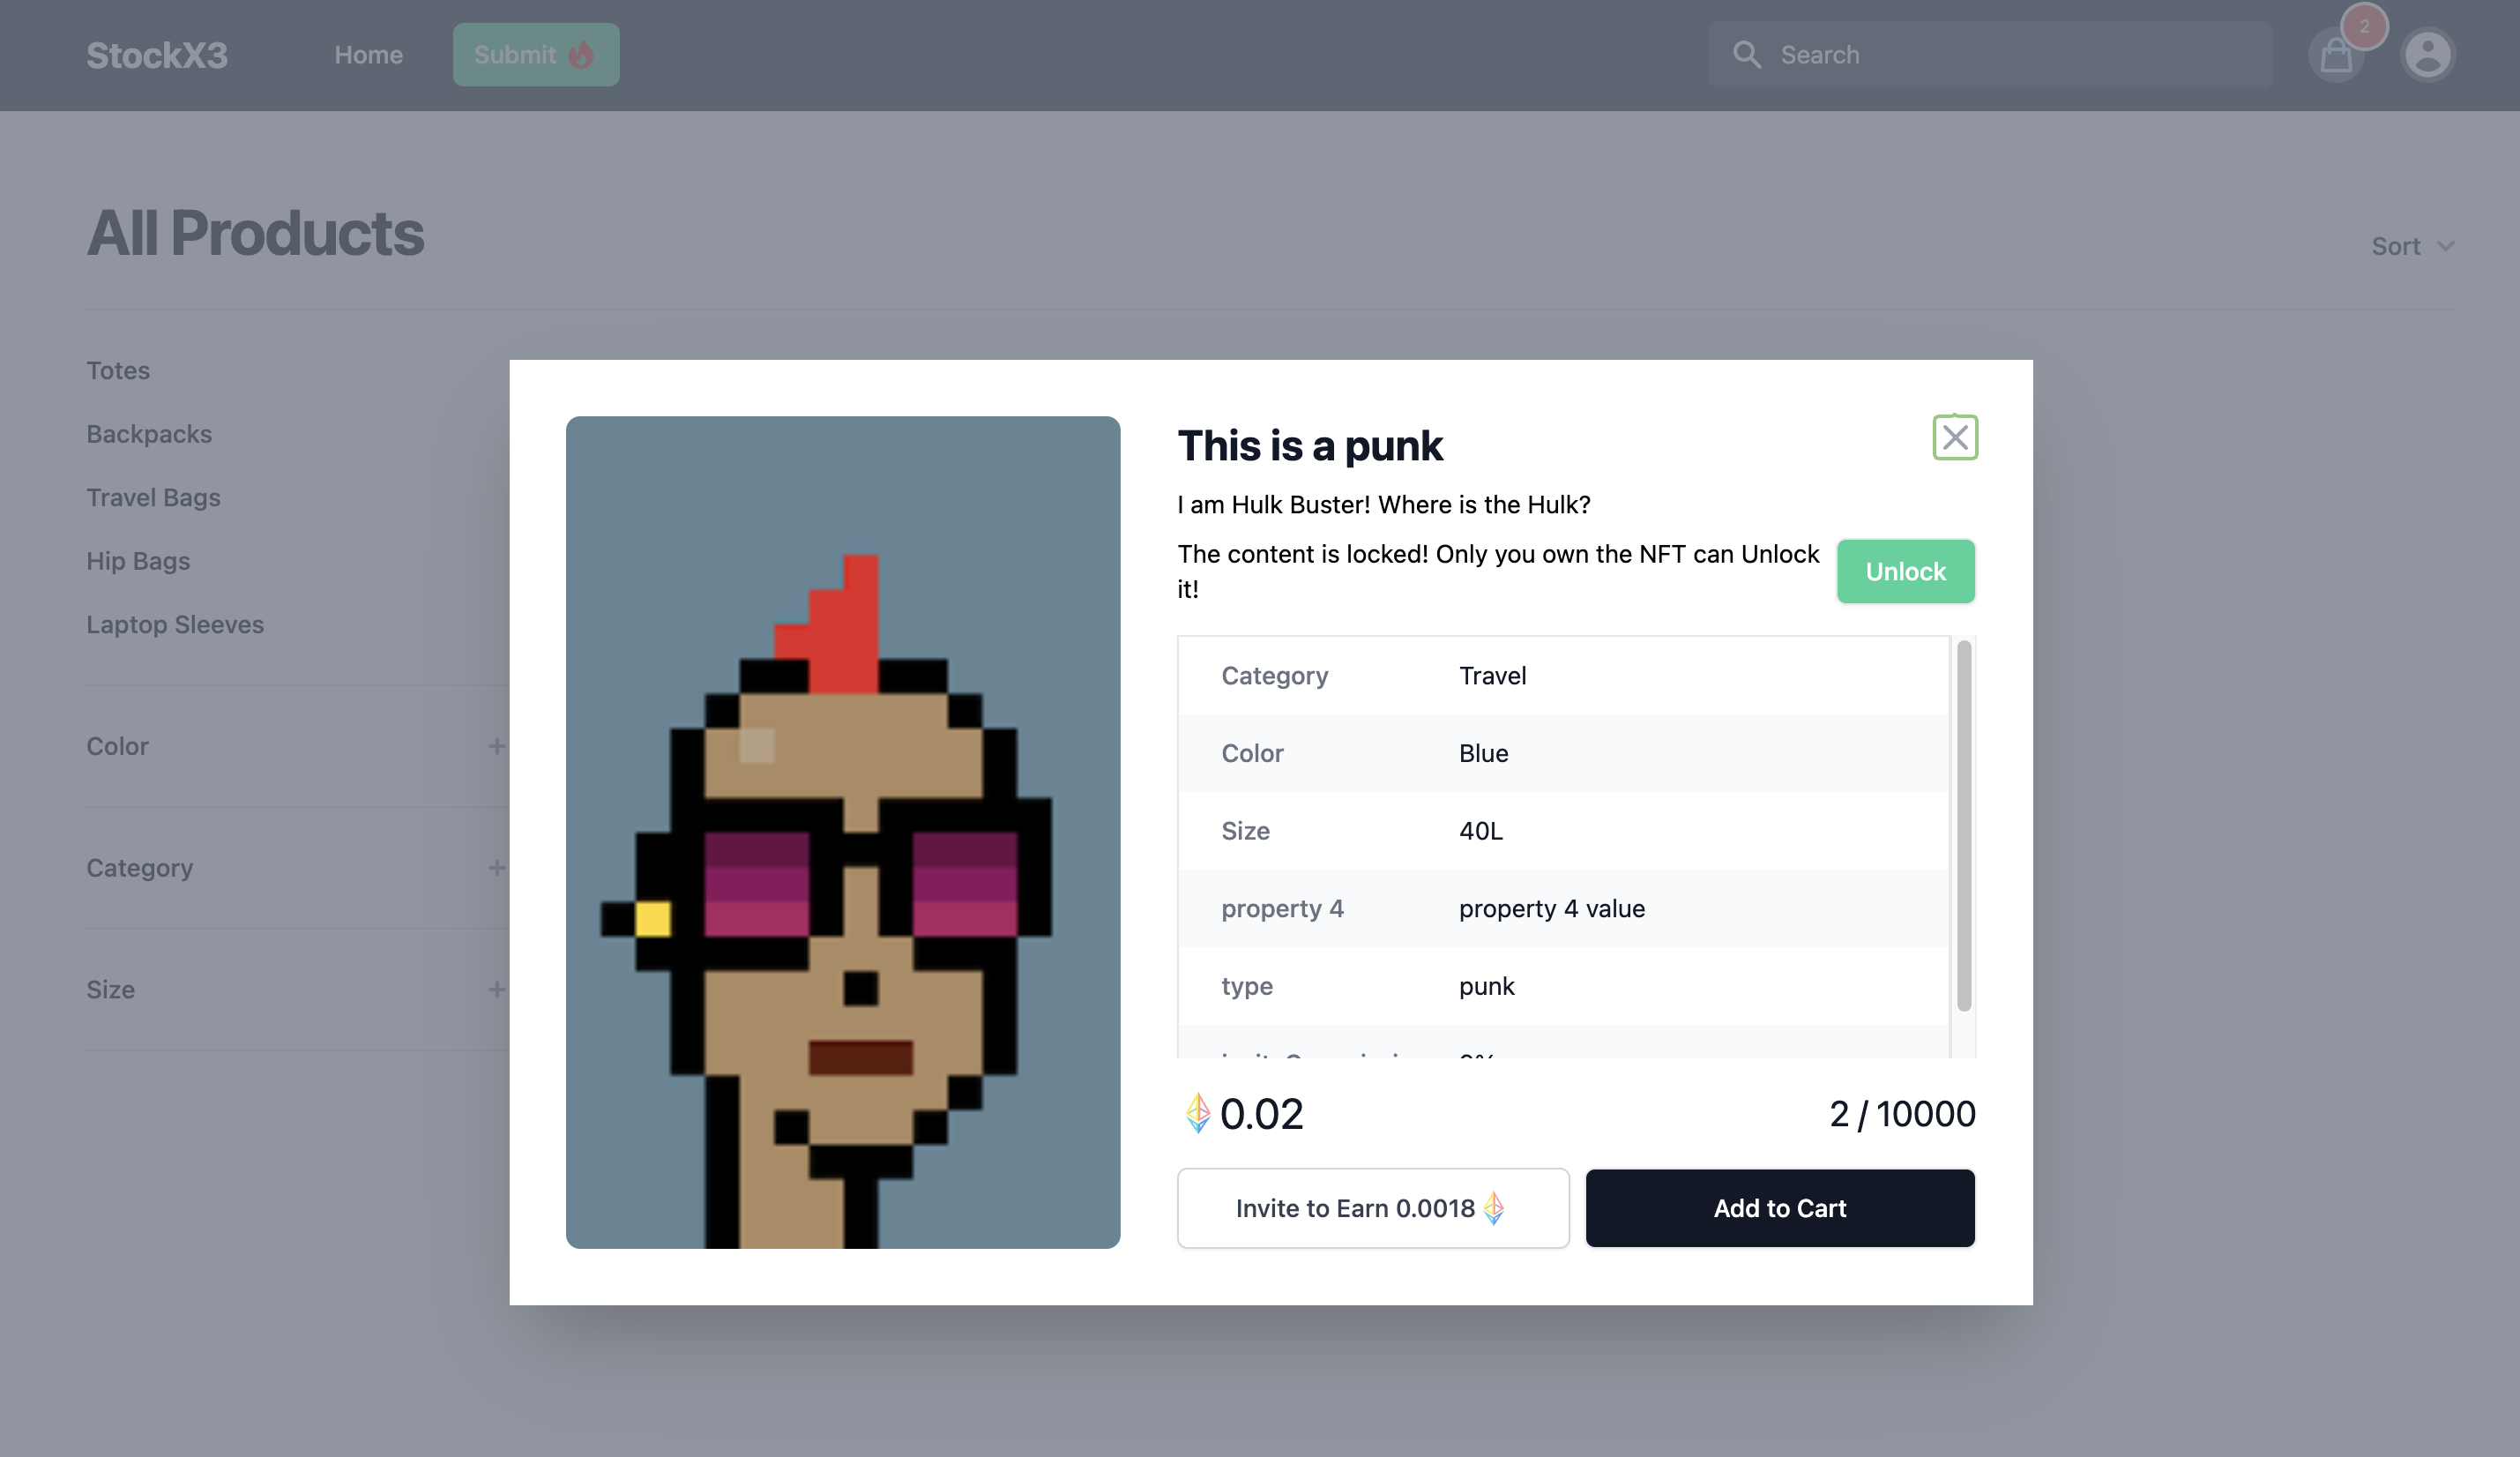 StockX3
Home
Submit
Search
2
All Products
Sort
Totes
Backpacks
Travel Bags
Hip Bags
Laptop Sleeves
Color
Category
Size
This is a punk
I am Hulk Buster! Where is the Hulk?
The content is locked! Only you own the NFT can Unlock
it!
Unlock
Category Travel
Color Blue
Size 40L
property 4 property 4 value
type punk
0.02
2 / 10000
Invite to Earn 0.0018
Add to Cart